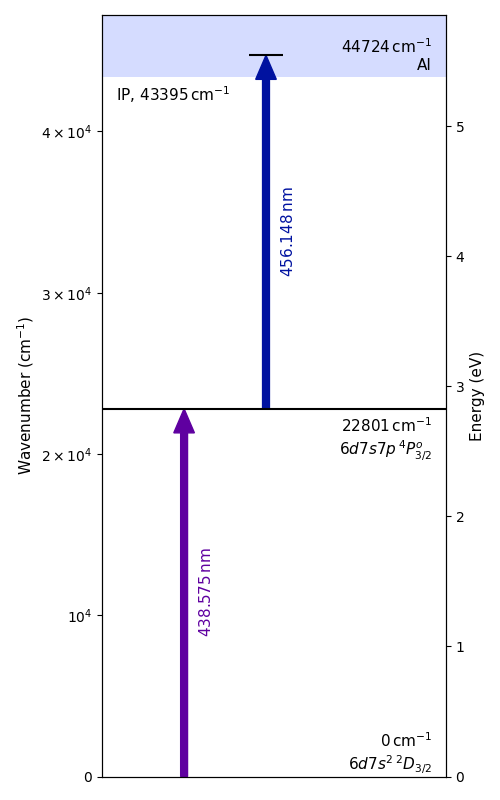 44724 cm⁻¹
AI
IP, 43395 cm⁻¹
456.148 nm
22801 cm⁻¹
6d7s7p ⁴P°₃/₂
438.575 nm
0 cm⁻¹
6d7s² ²D₃/₂
Wavenumber (cm⁻¹)
4 × 10⁴
3 × 10⁴
2 × 10⁴
10⁴
0
Energy (eV)
5
4
3
2
1
0